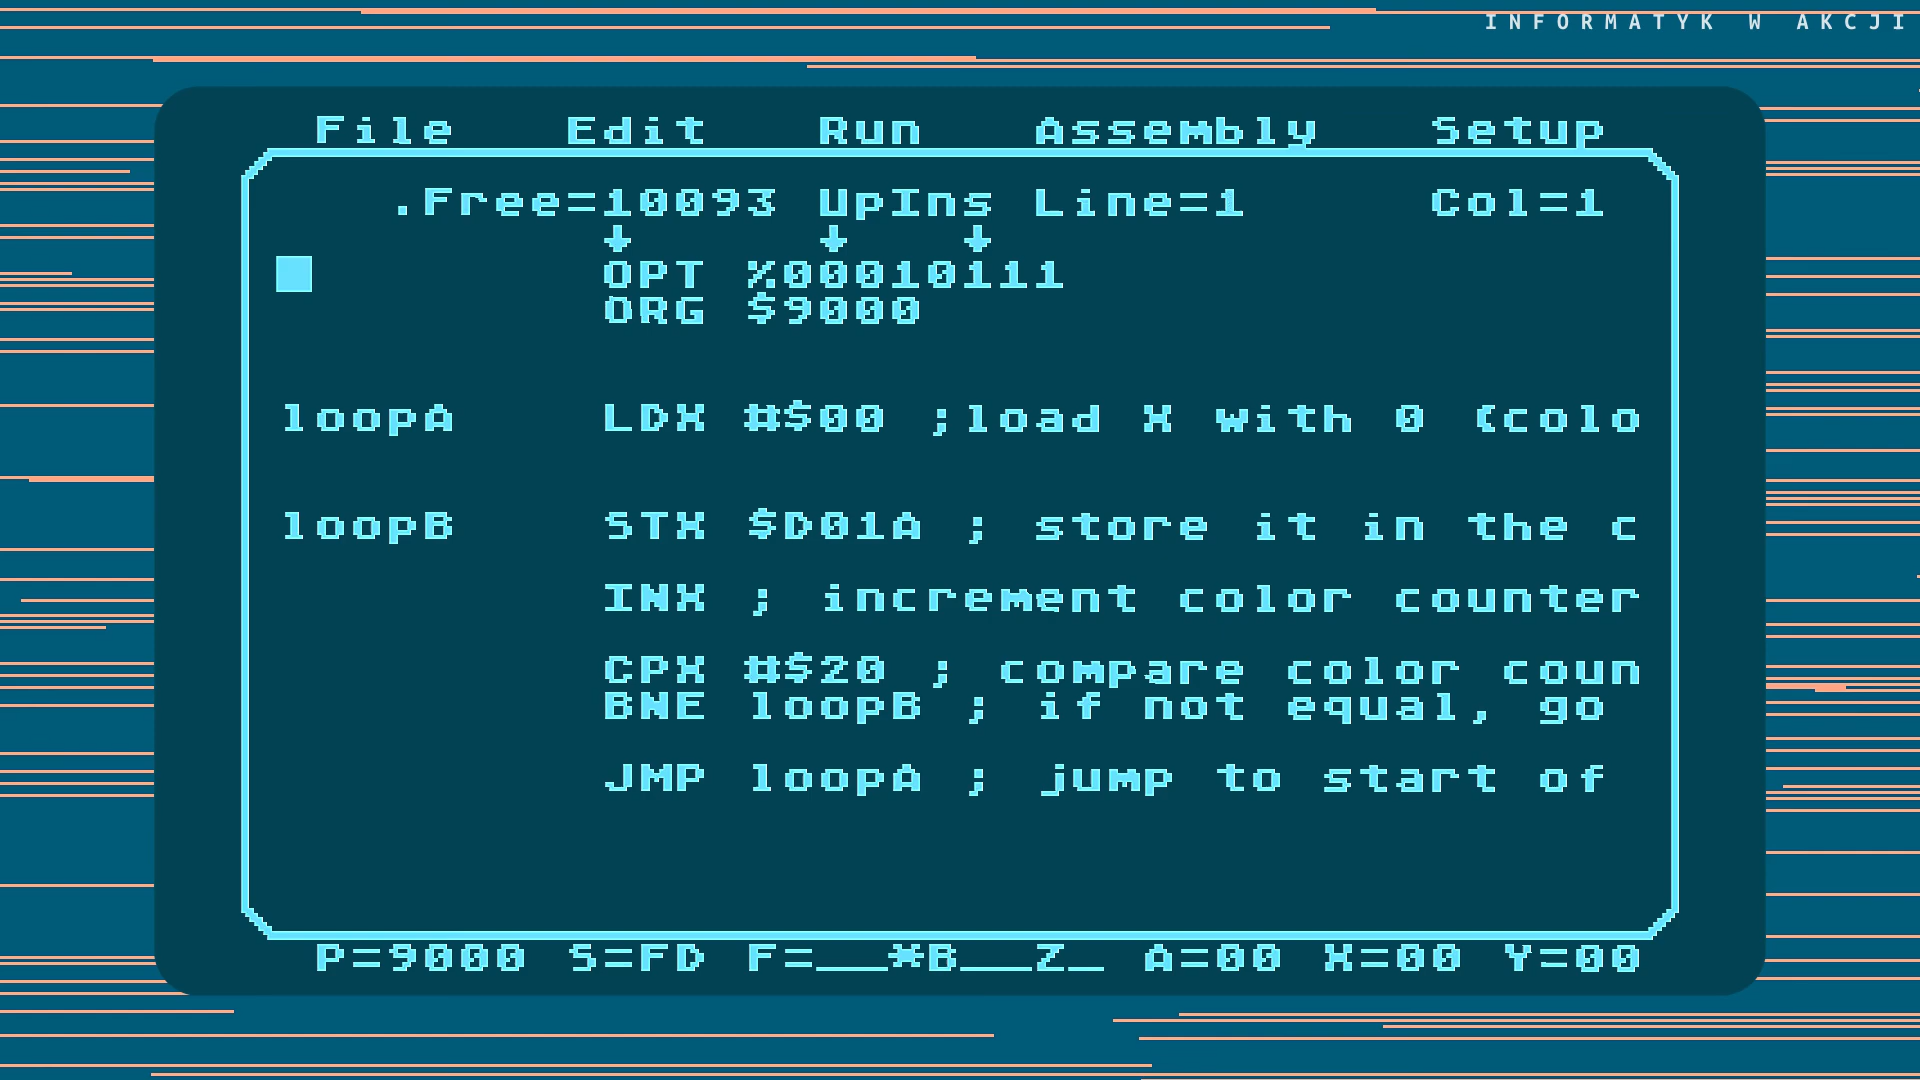 INFORMATYK W AKCJI
File Edit Run Assembly Setup
.Free=10093 UpIns Line=1 Col=1
OPT %00010111
ORG $9000
loopA LDX #$00 ;load X with 0 (colo
loopB STX $D01A ; store it in the c
INX ; increment color counter
CPX #$20 ; compare color coun
BNE loopB ; if not equal, go
JMP loopA ; jump to start of
P=9000 S=FD F=__*B__Z_ A=00 X=00 Y=00